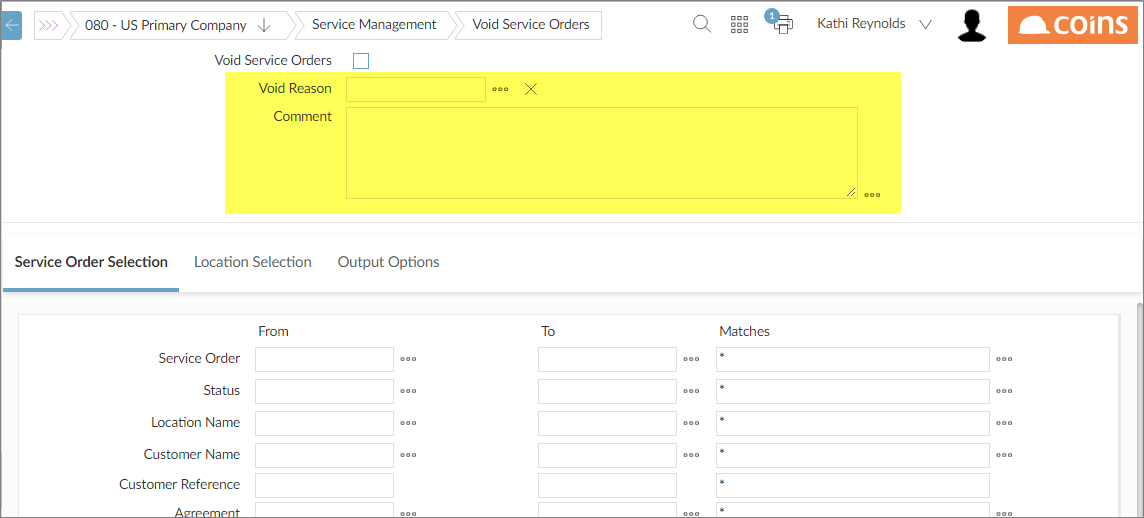 080 - US Primary Company Service Management Void Service Orders 1 Kathi Reynolds coins
Void Service Orders
Void Reason
Comment
Service Order Selection Location Selection Output Options
From To Matches
Service Order *
Status *
Location Name *
Customer Name *
Customer Reference *
Agreement *